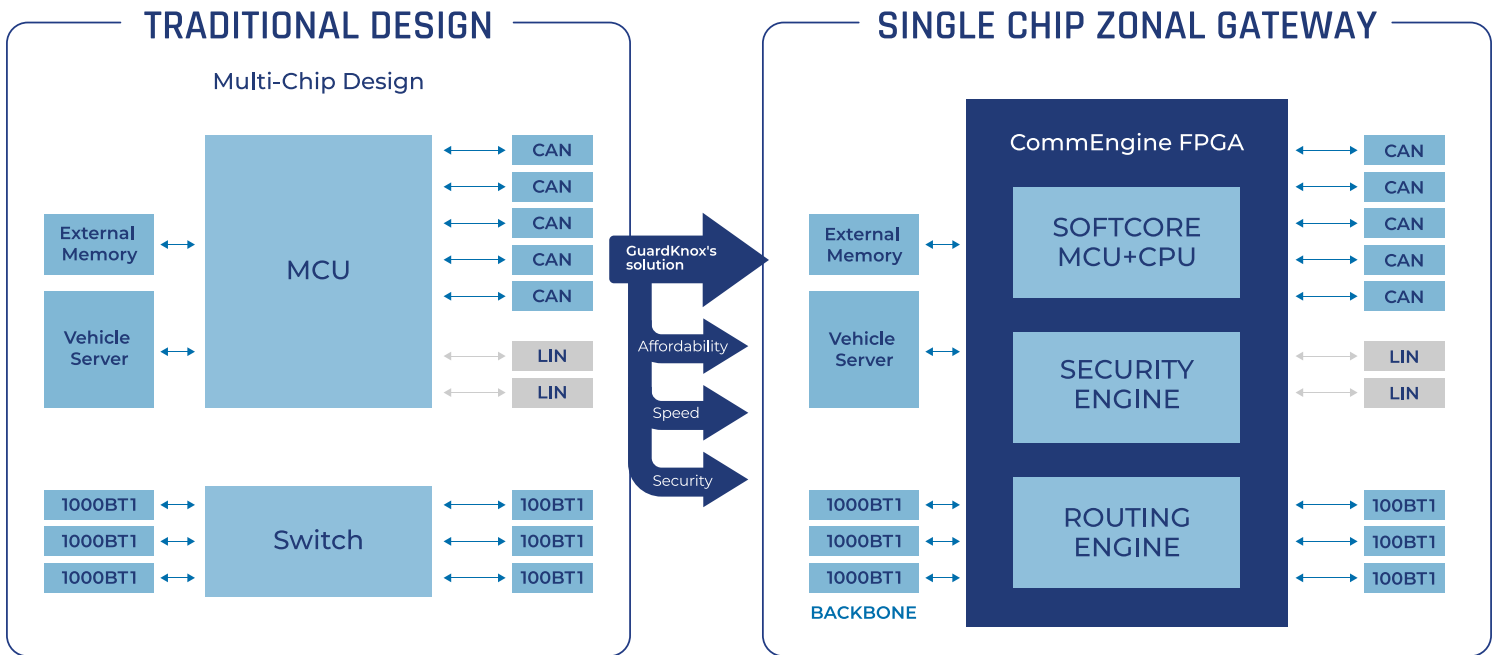 TRADITIONAL DESIGN
Multi-Chip Design
External
Memory
Vehicle
Server
MCU
CAN
CAN
CAN
CAN
CAN
LIN
LIN
1000BT1
1000BT1
1000BT1
Switch
100BT1
100BT1
100BT1
GuardKnox's
solution
Affordability
Speed
Security
SINGLE CHIP ZONAL GATEWAY
External
Memory
Vehicle
Server
1000BT1
1000BT1
1000BT1
BACKBONE
CommEngine FPGA
SOFTCORE
MCU+CPU
SECURITY
ENGINE
ROUTING
ENGINE
CAN
CAN
CAN
CAN
CAN
LIN
LIN
100BT1
100BT1
100BT1